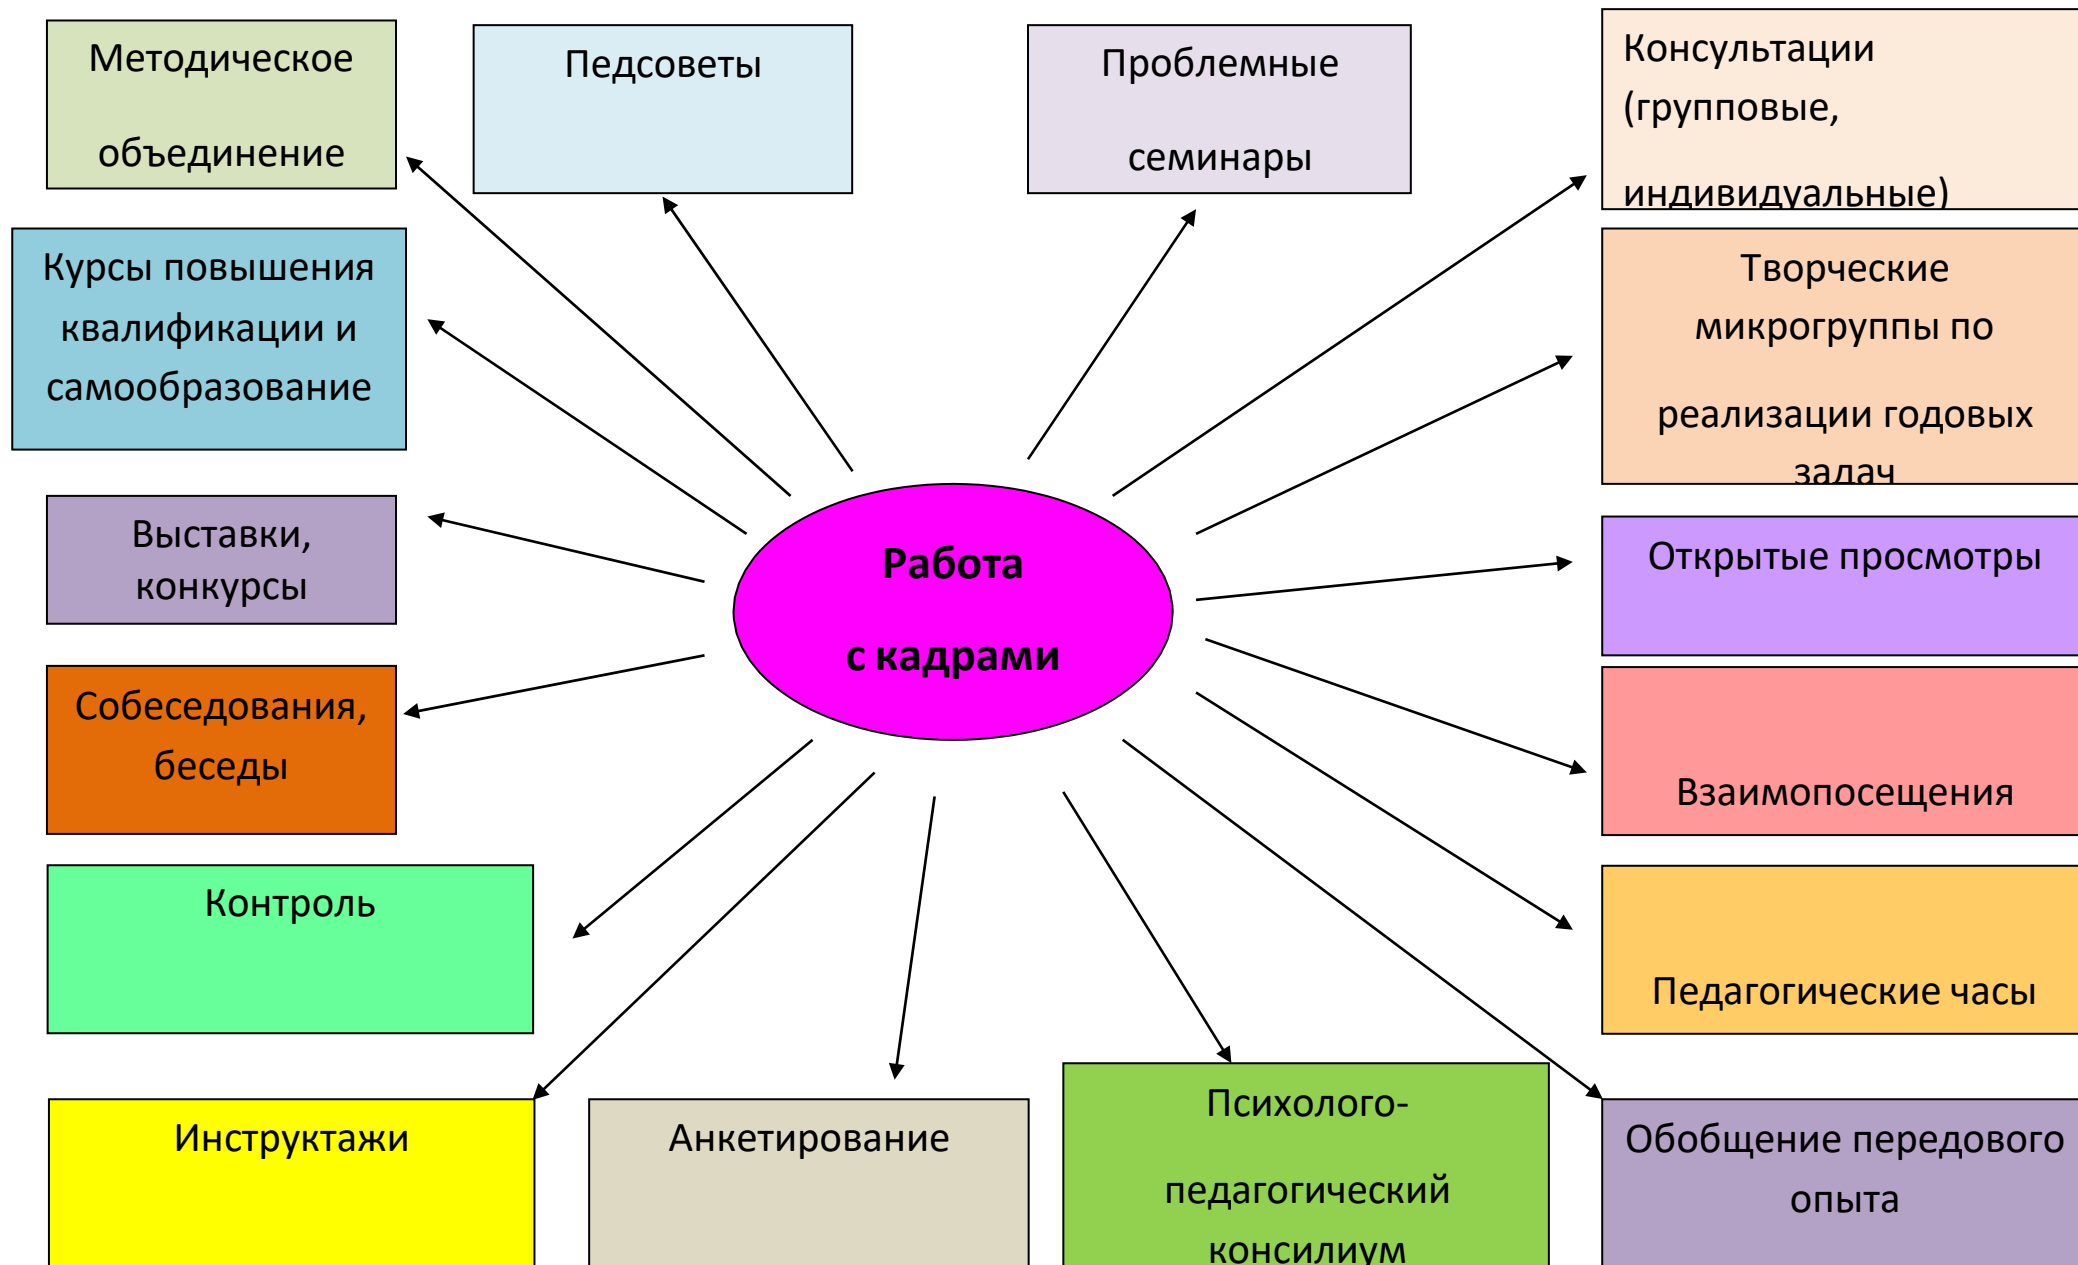 Методическое
объединение
Педсоветы
Проблемные
семинары
Консультации
(групповые,
индивидуальные)
Курсы повышения
квалификации и
самообразование
Творческие
микрогруппы по
реализации годовых
задач
Выставки,
конкурсы
Работа
с кадрами
Открытые просмотры
Собеседования,
беседы
Взаимопосещения
Контроль
Педагогические часы
Инструктажи
Анкетирование
Психолого-
педагогический
консилиум
Обобщение передового
опыта